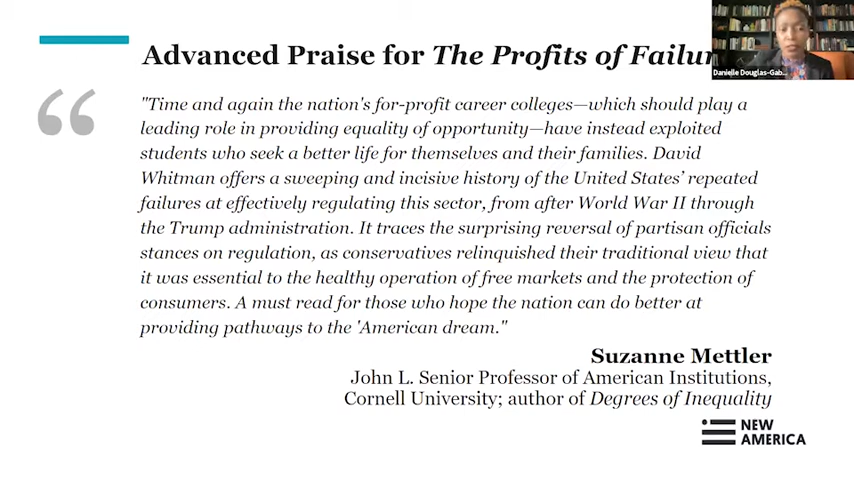 Advanced Praise for The Profits of Failur
Danielle Douglas-Gab...
"Time and again the nation's for-profit career colleges—which should play a
leading role in providing equality of opportunity—have instead exploited
students who seek a better life for themselves and their families. David
Whitman offers a sweeping and incisive history of the United States' repeated
failures at effectively regulating this sector, from after World War II through
the Trump administration. It traces the surprising reversal of partisan officials
stances on regulation, as conservatives relinquished their traditional view that
it was essential to the healthy operation of free markets and the protection of
consumers. A must read for those who hope the nation can do better at
providing pathways to the 'American dream."
Suzanne Mettler
John L. Senior Professor of American Institutions,
Cornell University; author of Degrees of Inequality
NEW
AMERICA